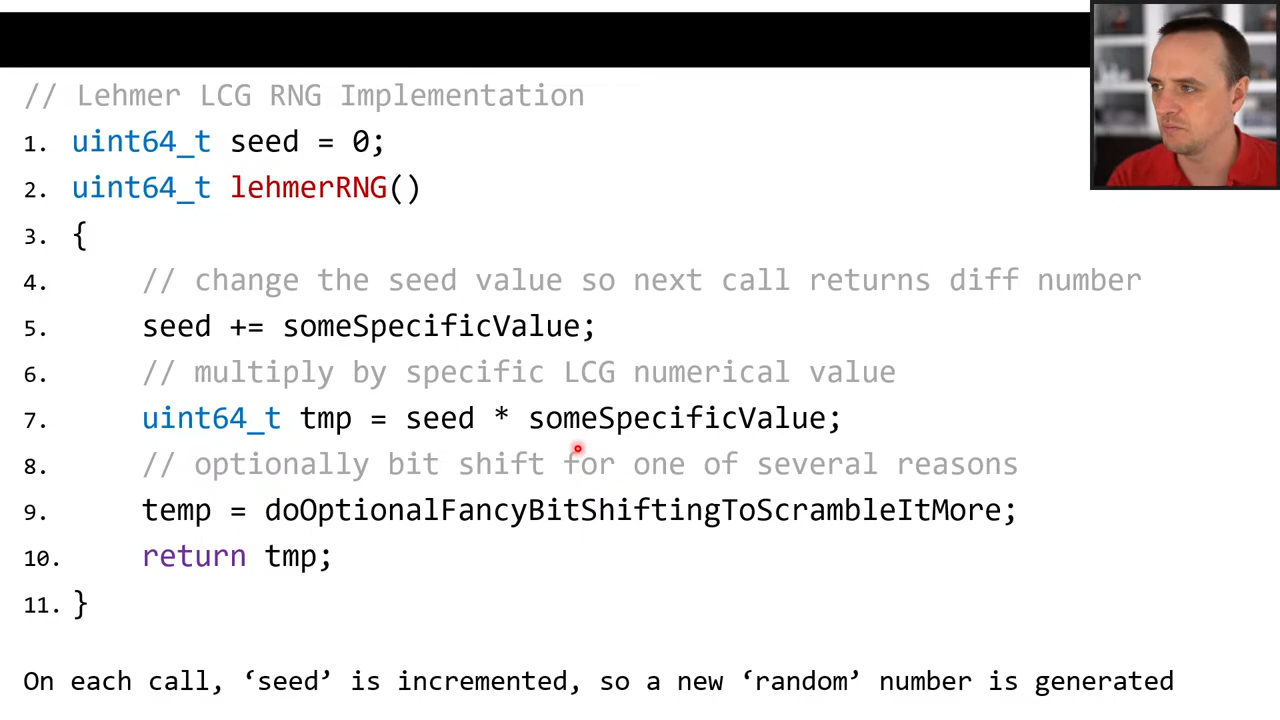 // Lehmer LCG RNG Implementation
1. uint64_t seed = 0;
2. uint64_t lehmerRNG()
3. {
4. // change the seed value so next call returns diff number
5. seed += someSpecificValue;
6. // multiply by specific LCG numerical value
7. uint64_t tmp = seed * someSpecificValue;
8. // optionally bit shift for one of several reasons
9. temp = doOptionalFancyBitShiftingToScrambleItMore;
10. return tmp;
11. }
On each call, ‘seed’ is incremented, so a new ‘random’ number is generated